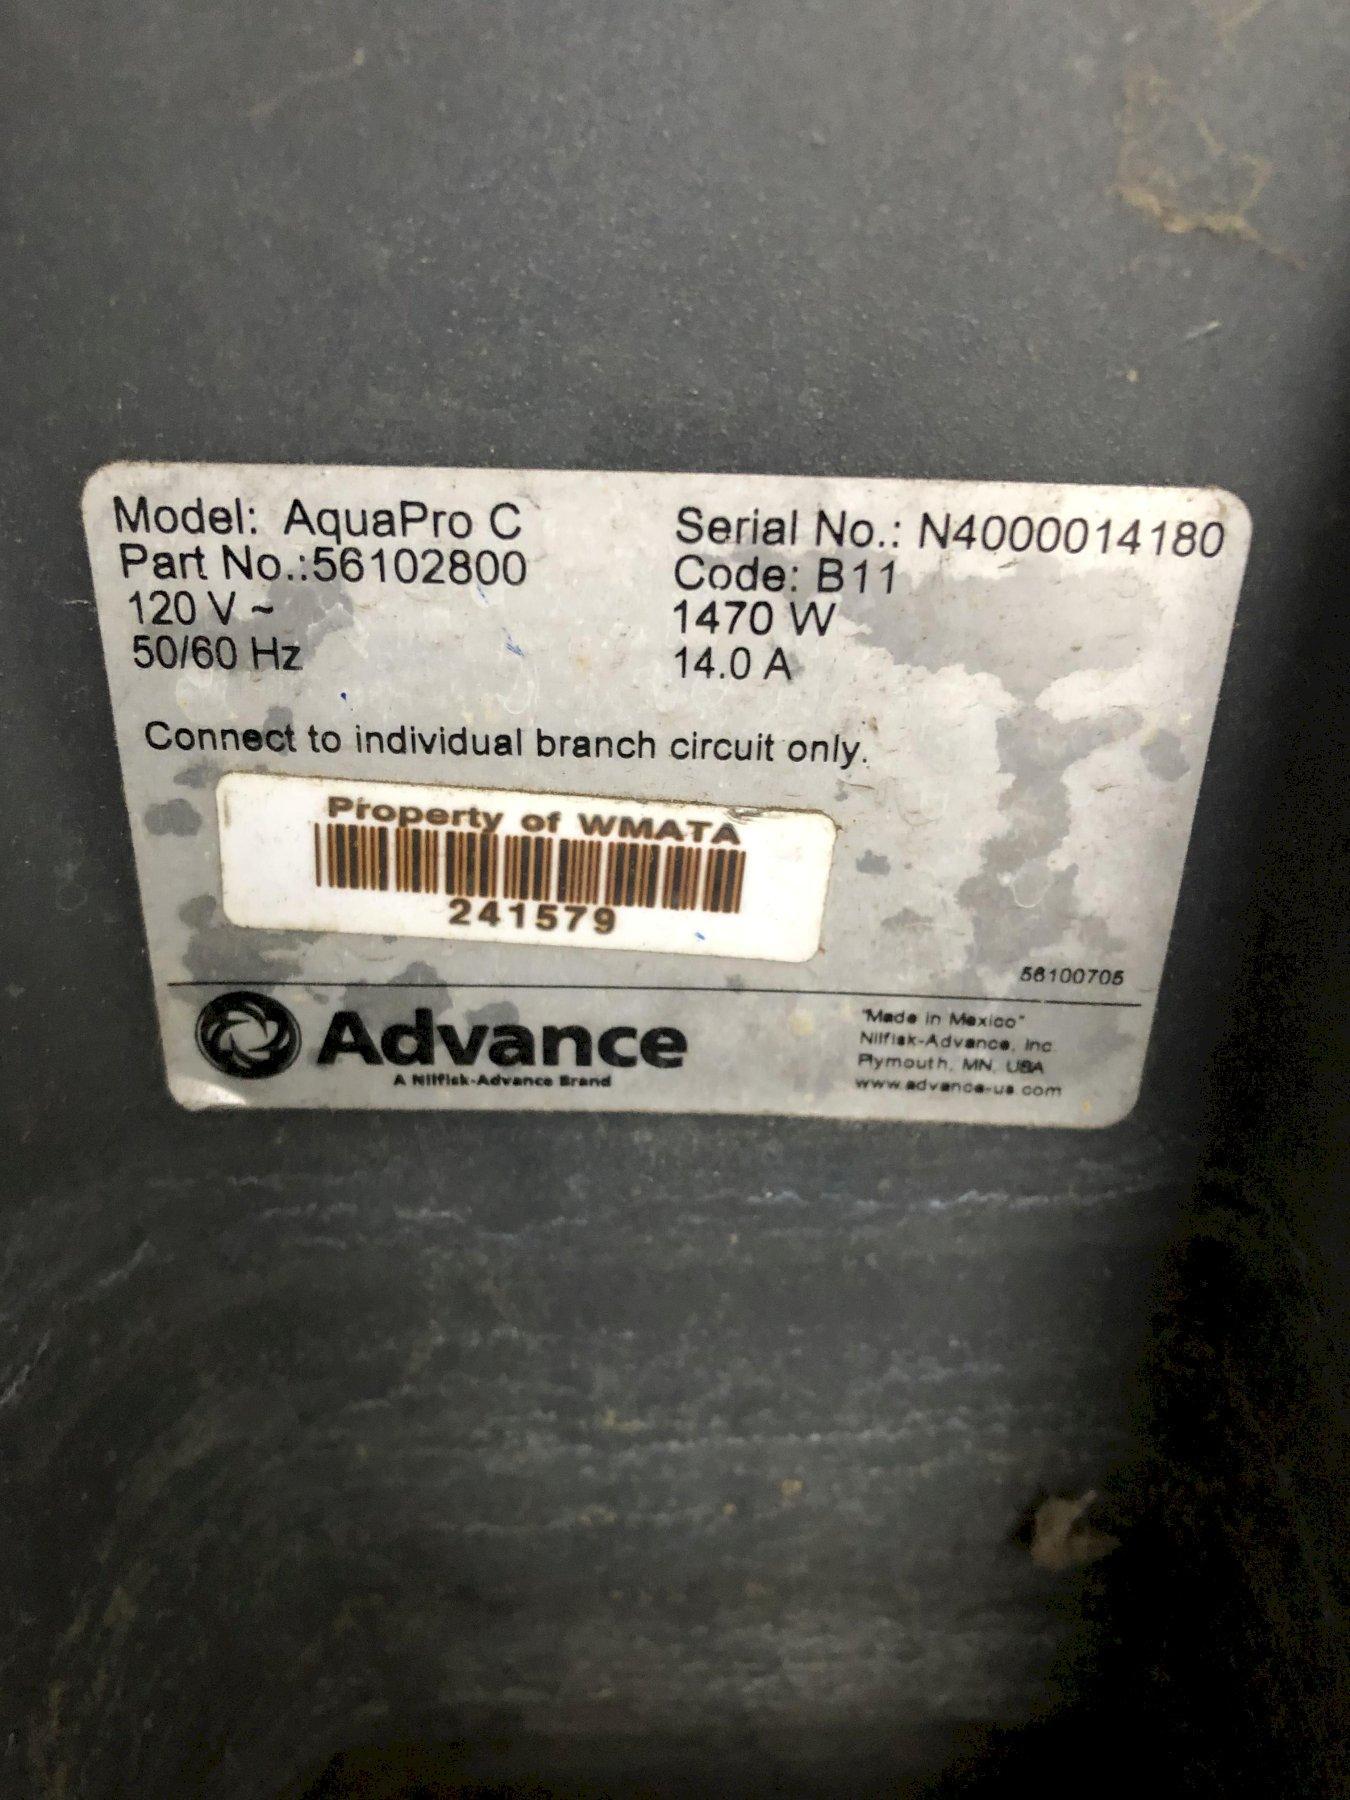 Model: AquaPro C
Part No.:56102800
120 V ~
50/60 Hz
Serial No.: N4000014180
Code: B11
1470 W
14.0 A
Connect to individual branch circuit only.
Property of WMATA
241579
56100705
Advance
A Nilfisk-Advance Brand
"Made in Mexico"
Nilfisk-Advance, Inc.
Plymouth, MN, USA
www.advance-us.com